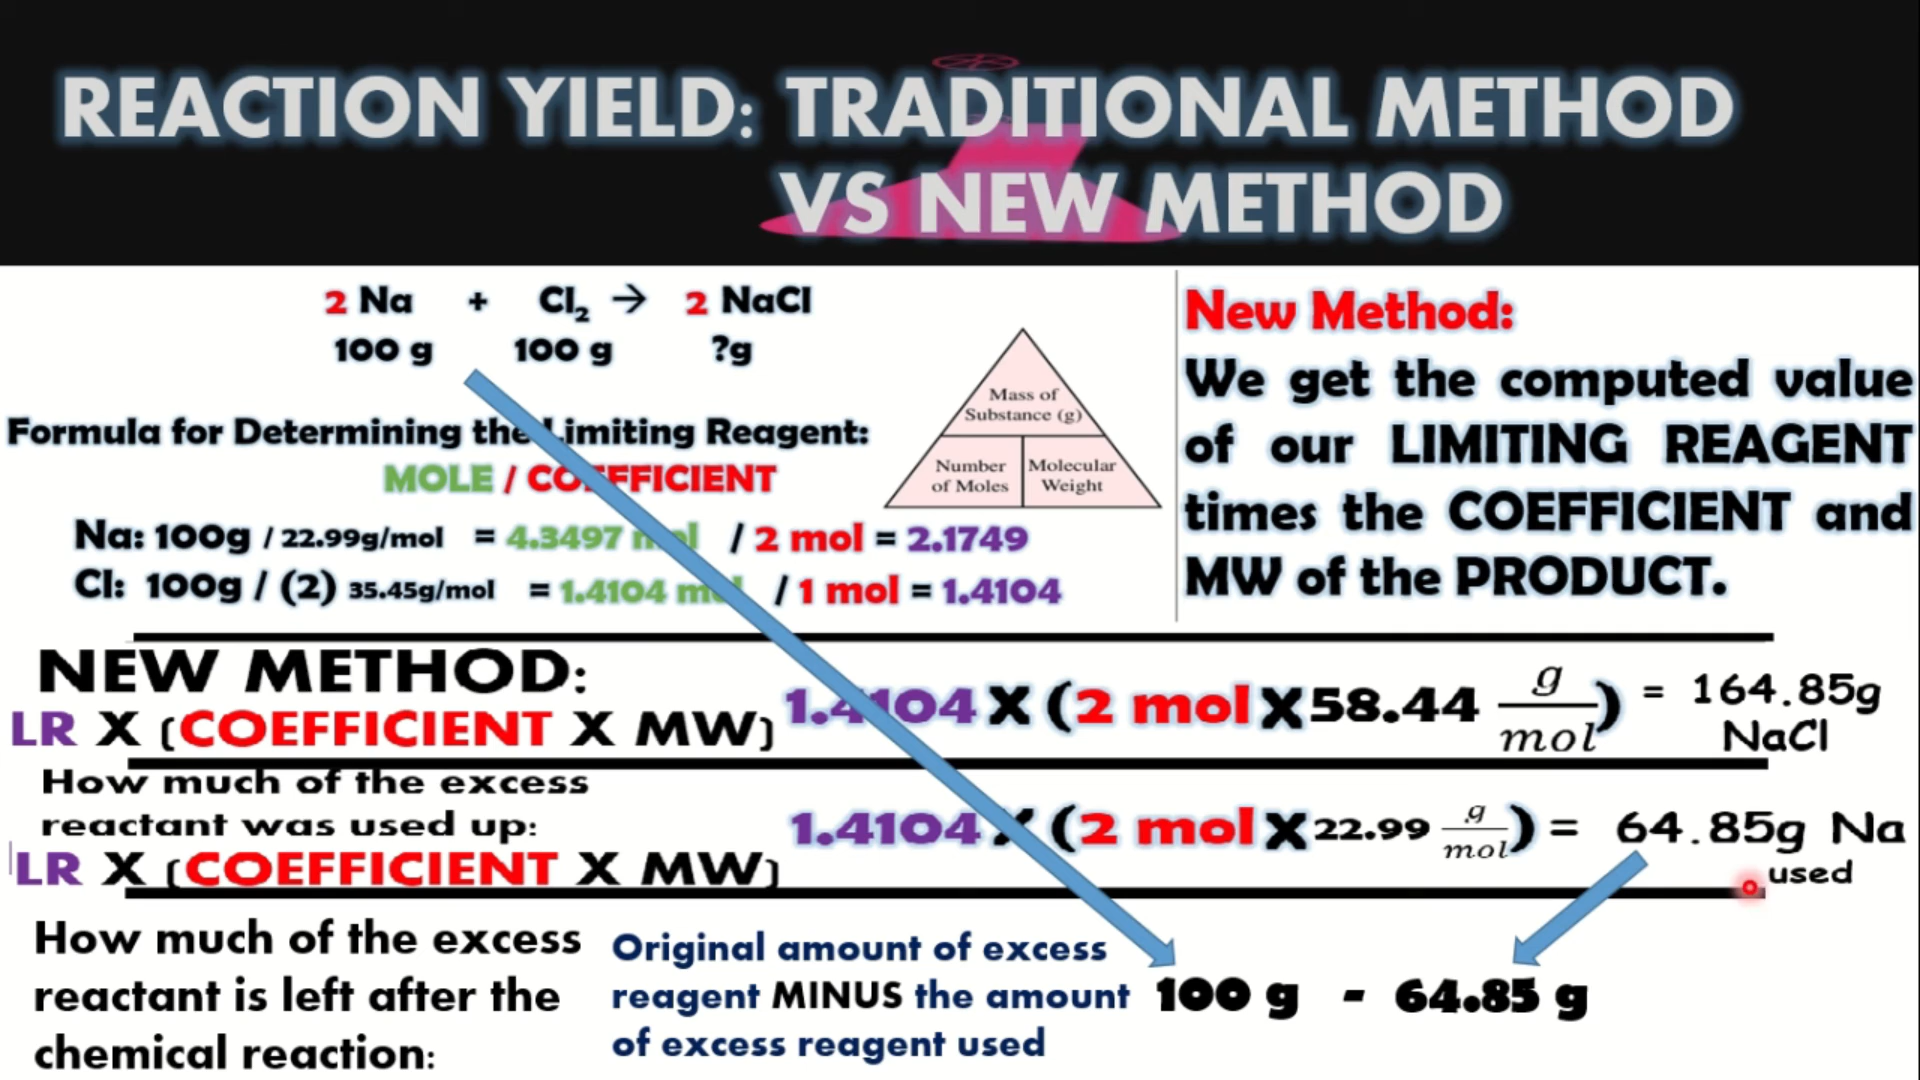 REACTION YIELD: TRADITIONAL METHOD
VS NEW METHOD
2 Na + Cl₂ → 2 NaCl
100 g 100 g ?g
Formula for Determining the Limiting Reagent:
MOLE / COEFFICIENT
Na: 100g / 22.99g/mol = 4.3497 mol / 2 mol = 2.1749
Cl: 100g / (2) 35.45g/mol = 1.4104 mol / 1 mol = 1.4104
Mass of
Substance (g)
Number
of Moles
Molecular
Weight
New Method:
We get the computed value
of our LIMITING REAGENT
times the COEFFICIENT and
MW of the PRODUCT.
NEW METHOD:
LR X (COEFFICIENT X MW)
1.4104 X (2 mol X 58.44 g/mol) = 164.85g
NaCl
How much of the excess
reactant was used up:
LR X (COEFFICIENT X MW)
1.4104 X (2 mol X 22.99 g/mol) = 64.85g Na
used
How much of the excess
reactant is left after the
chemical reaction:
Original amount of excess
reagent MINUS the amount
of excess reagent used
100 g - 64.85 g